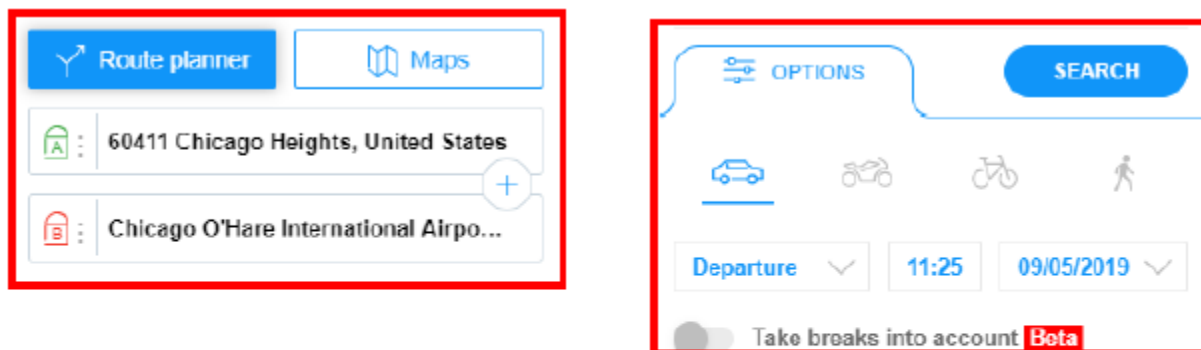 Route planner
Maps
A
60411 Chicago Heights, United States
B
Chicago O'Hare International Airpo...
OPTIONS
SEARCH
Departure
11:25
09/05/2019
Take breaks into account Beta